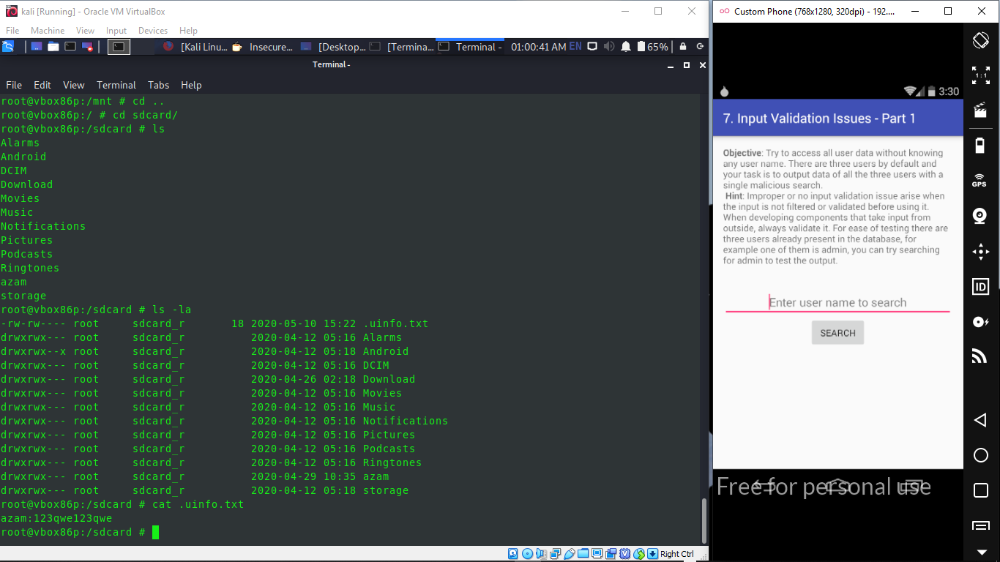 kali [Running] - Oracle VM VirtualBox
File Machine View Input Devices Help
[Kali Linu... Insecure... [Desktop... [Termina... Terminal - 01:00:41 AM EN 65%
Terminal -
File Edit View Terminal Tabs Help
root@vbox86p:/mnt # cd ..
root@vbox86p:/ # cd sdcard/
root@vbox86p:/sdcard # ls
Alarms
Android
DCIM
Download
Movies
Music
Notifications
Pictures
Podcasts
Ringtones
azam
storage
root@vbox86p:/sdcard # ls -la
-rw-rw---- root     sdcard_r       18 2020-05-10 15:22 .uinfo.txt
drwxrwx--- root     sdcard_r          2020-04-12 05:16 Alarms
drwxrwx--x root     sdcard_r          2020-04-12 05:18 Android
drwxrwx--- root     sdcard_r          2020-04-12 05:16 DCIM
drwxrwx--- root     sdcard_r          2020-04-26 02:18 Download
drwxrwx--- root     sdcard_r          2020-04-12 05:16 Movies
drwxrwx--- root     sdcard_r          2020-04-12 05:16 Music
drwxrwx--- root     sdcard_r          2020-04-12 05:16 Notifications
drwxrwx--- root     sdcard_r          2020-04-12 05:16 Pictures
drwxrwx--- root     sdcard_r          2020-04-12 05:16 Podcasts
drwxrwx--- root     sdcard_r          2020-04-12 05:16 Ringtones
drwxrwx--- root     sdcard_r          2020-04-29 10:35 azam
drwxrwx--- root     sdcard_r          2020-04-12 05:18 storage
root@vbox86p:/sdcard # cat .uinfo.txt
azam:123qwe123qwe
root@vbox86p:/sdcard #
Right Ctrl
Custom Phone (768x1280, 320dpi) - 192....
3:30
7. Input Validation Issues - Part 1
Objective: Try to access all user data without knowing
any user name. There are three users by default and
your task is to output data of all the three users with a
single malicious search.
Hint: Improper or no input validation issue arise when
the input is not filtered or validated before using it.
When developing components that take input from
outside, always validate it. For ease of testing there are
three users already present in the database, for
example one of them is admin, you can try searching
for admin to test the output.
Enter user name to search
SEARCH
Free for personal use
1:1
GPS
ID